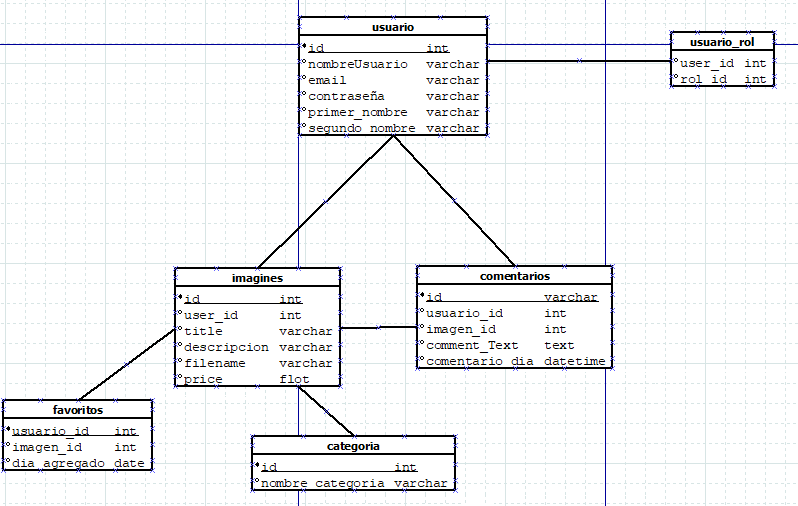 usuario
id int
nombreUsuario varchar
email varchar
contraseña varchar
primer_nombre varchar
segundo_nombre varchar
usuario_rol
user_id int
rol_id int
imagines
id int
user_id int
title varchar
descripcion varchar
filename varchar
price flot
comentarios
id varchar
usuario_id int
imagen_id int
comment_Text text
comentario_dia datetime
favoritos
usuario_id int
imagen_id int
dia_agregado date
categoria
id int
nombre_categoria varchar